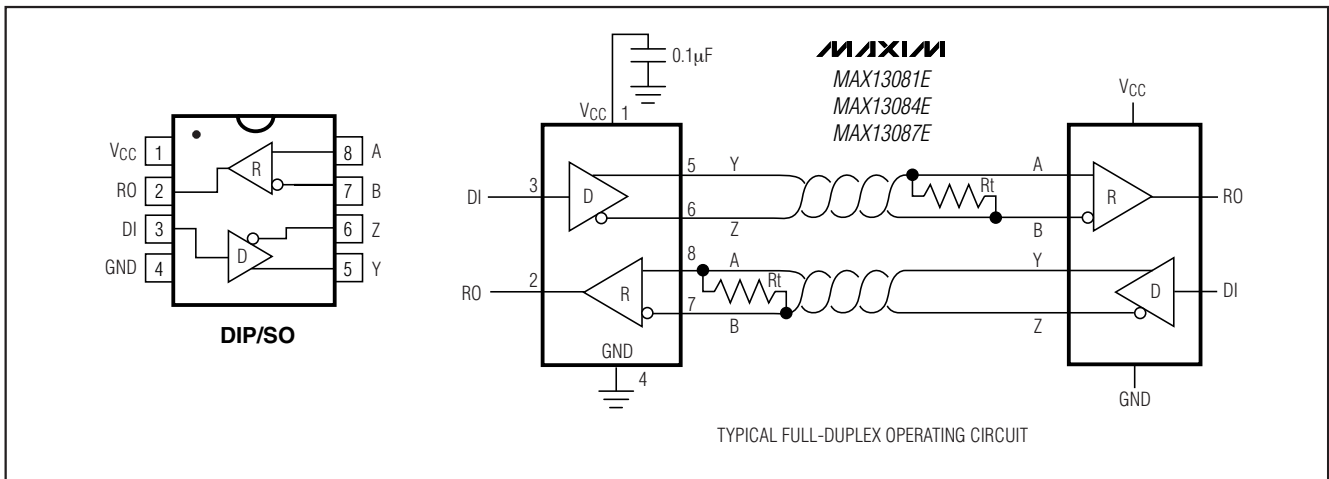 VCC 1
RO 2
DI 3
GND 4
8 A
7 B
6 Z
5 Y
R
D
DIP/SO
0.1µF
VCC 1
MAXIM
MAX13081E
MAX13084E
MAX13087E
VCC
DI 3
D
5 Y
6 Z
Rt
A
B
R
RO
RO 2
R
8 A
7 B
Rt
Y
Z
D
DI
GND
4
GND
TYPICAL FULL-DUPLEX OPERATING CIRCUIT